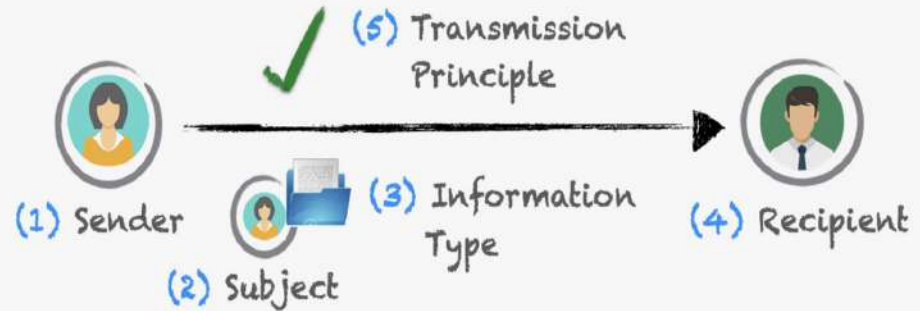 (5) Transmission
Principle
(1) Sender
(3) Information
Type
(4) Recipient
(2) Subject